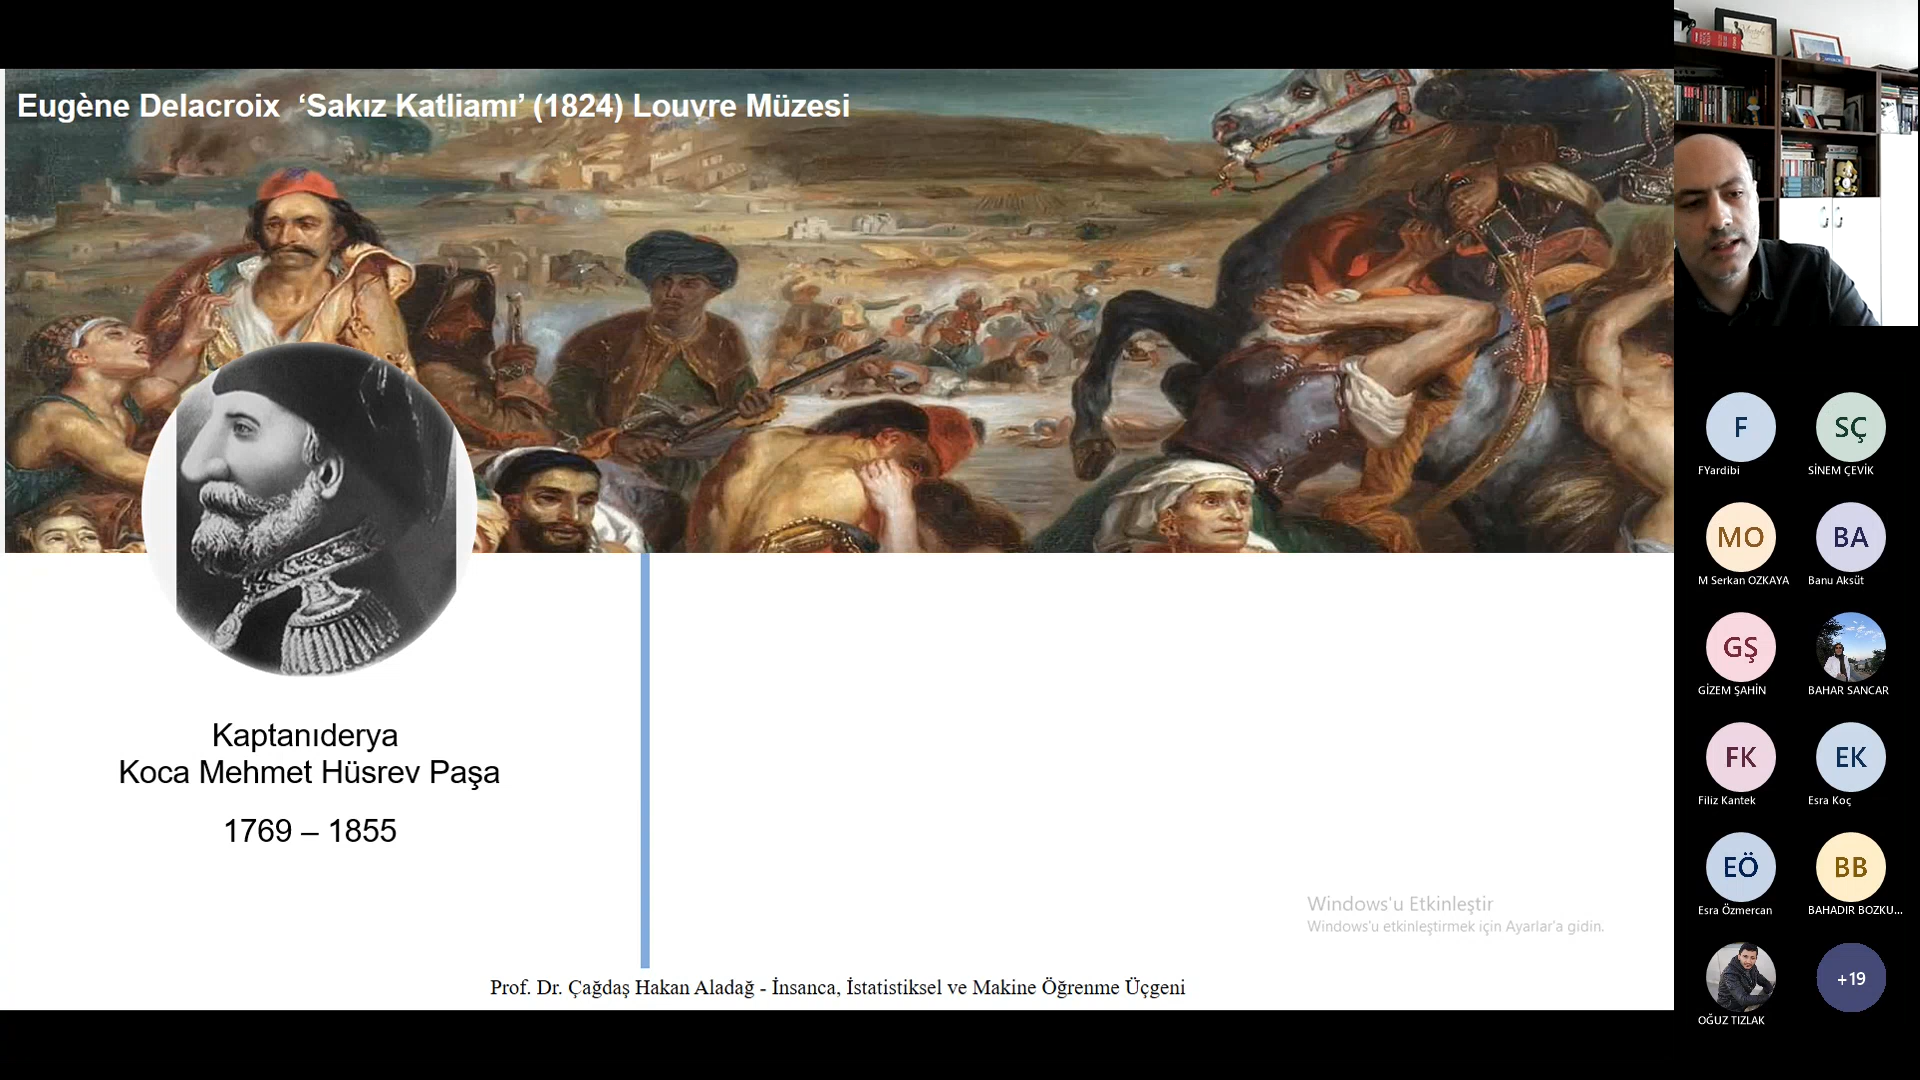 Eugène Delacroix ‘Sakız Katliamı’ (1824) Louvre Müzesi
Kaptanıderya
Koca Mehmet Hüsrev Paşa
1769 – 1855
Windows'u Etkinleştir
Windows'u etkinleştirmek için Ayarlar'a gidin.
Prof. Dr. Çağdaş Hakan Aladağ - İnsanca, İstatistiksel ve Makine Öğrenme Üçgeni
F
FYardibi
SÇ
SİNEM ÇEVİK
MO
M Serkan OZKAYA
BA
Banu Aksüt
GŞ
GİZEM ŞAHİN
BAHAR SANCAR
FK
Filiz Kantek
EK
Esra Koç
EÖ
Esra Özmercan
BB
BAHADIR BOZKU...
OĞUZ TIZLAK
+19